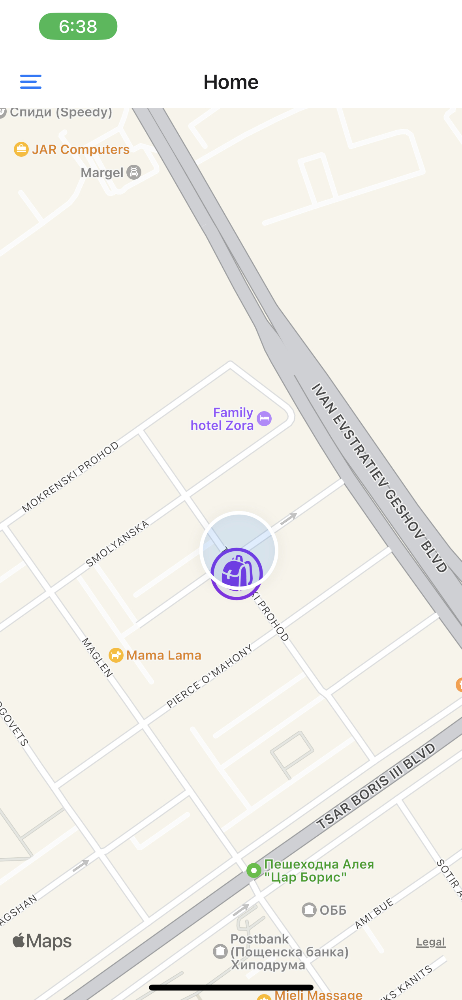 6:38
Home
Спиди (Speedy)
JAR Computers
Margel
IVAN EVSTRATIEV GESHOV BLVD
Family
hotel Zora
MOKRENSKI PROHOD
SMOLYANSKA
KI PROHOD
MAGLEN
Mama Lama
PIERCE O'MAHONY
OGOVETS
TSAR BORIS III BLVD
Пешеходна Алея
"Цар Борис"
SOTIR
AGSHAN
ОББ
AMI BUE
Maps
Postbank
(Пощенска банка)
Хиподрума
Legal
KS KANITS
Mieli Massage